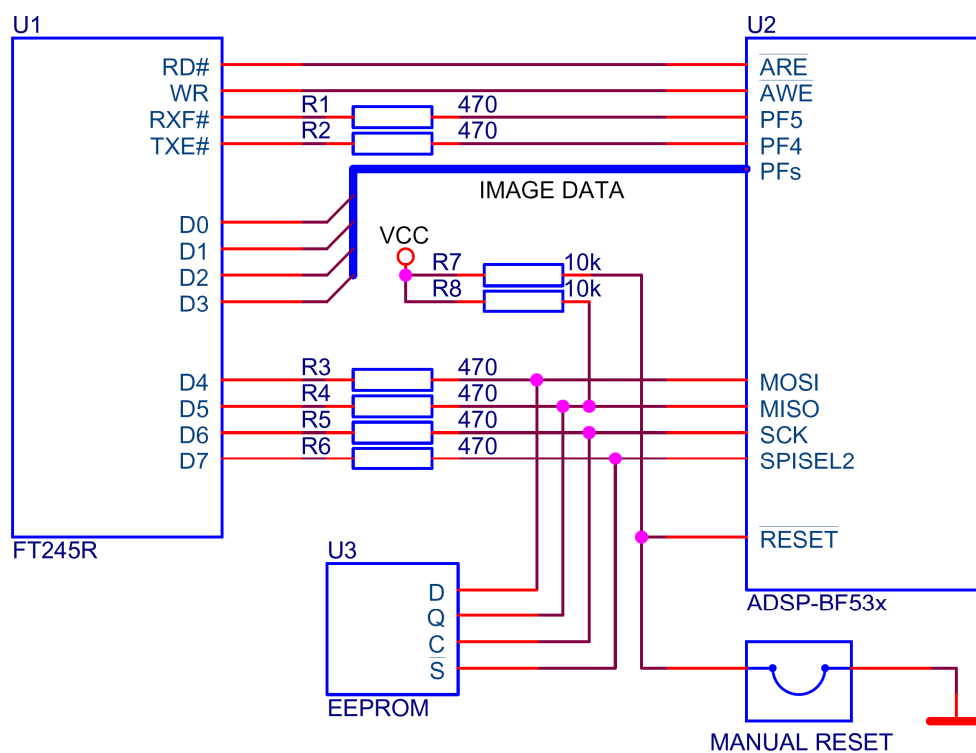 U1
U2
RD#
ARE
WR
R1
470
AWE
RXF#
R2
470
PF5
TXE#
PF4
PFs
IMAGE DATA
D0
VCC
D1
R7
10k
D2
R8
10k
D3
R3
470
D4
MOSI
R4
470
D5
MISO
R5
470
D6
SCK
R6
470
D7
SPISEL2
RESET
FT245R
U3
D
ADSP-BF53x
Q
C
S
EEPROM
MANUAL RESET